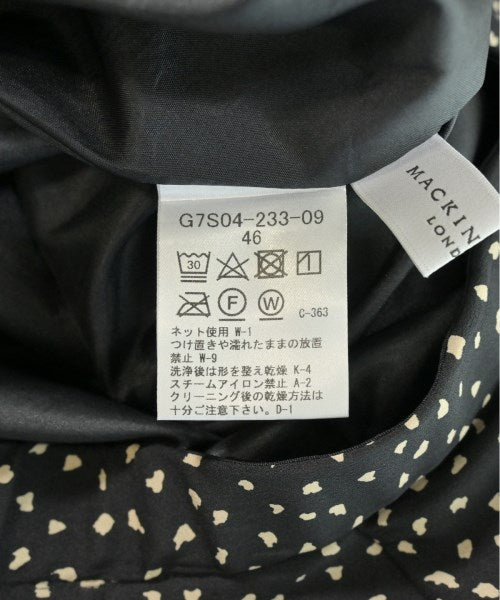 G7S04-233-09
46
30
F
W
C-363
ネット使用 W-1
つけ置きや濡れたままの放置
禁止 W-9
洗浄後は形を整え乾燥 K-4
スチームアイロン禁止 A-2
クリーニング後の乾燥方法は
十分ご注意下さい。D-1
MACKIN
LOND